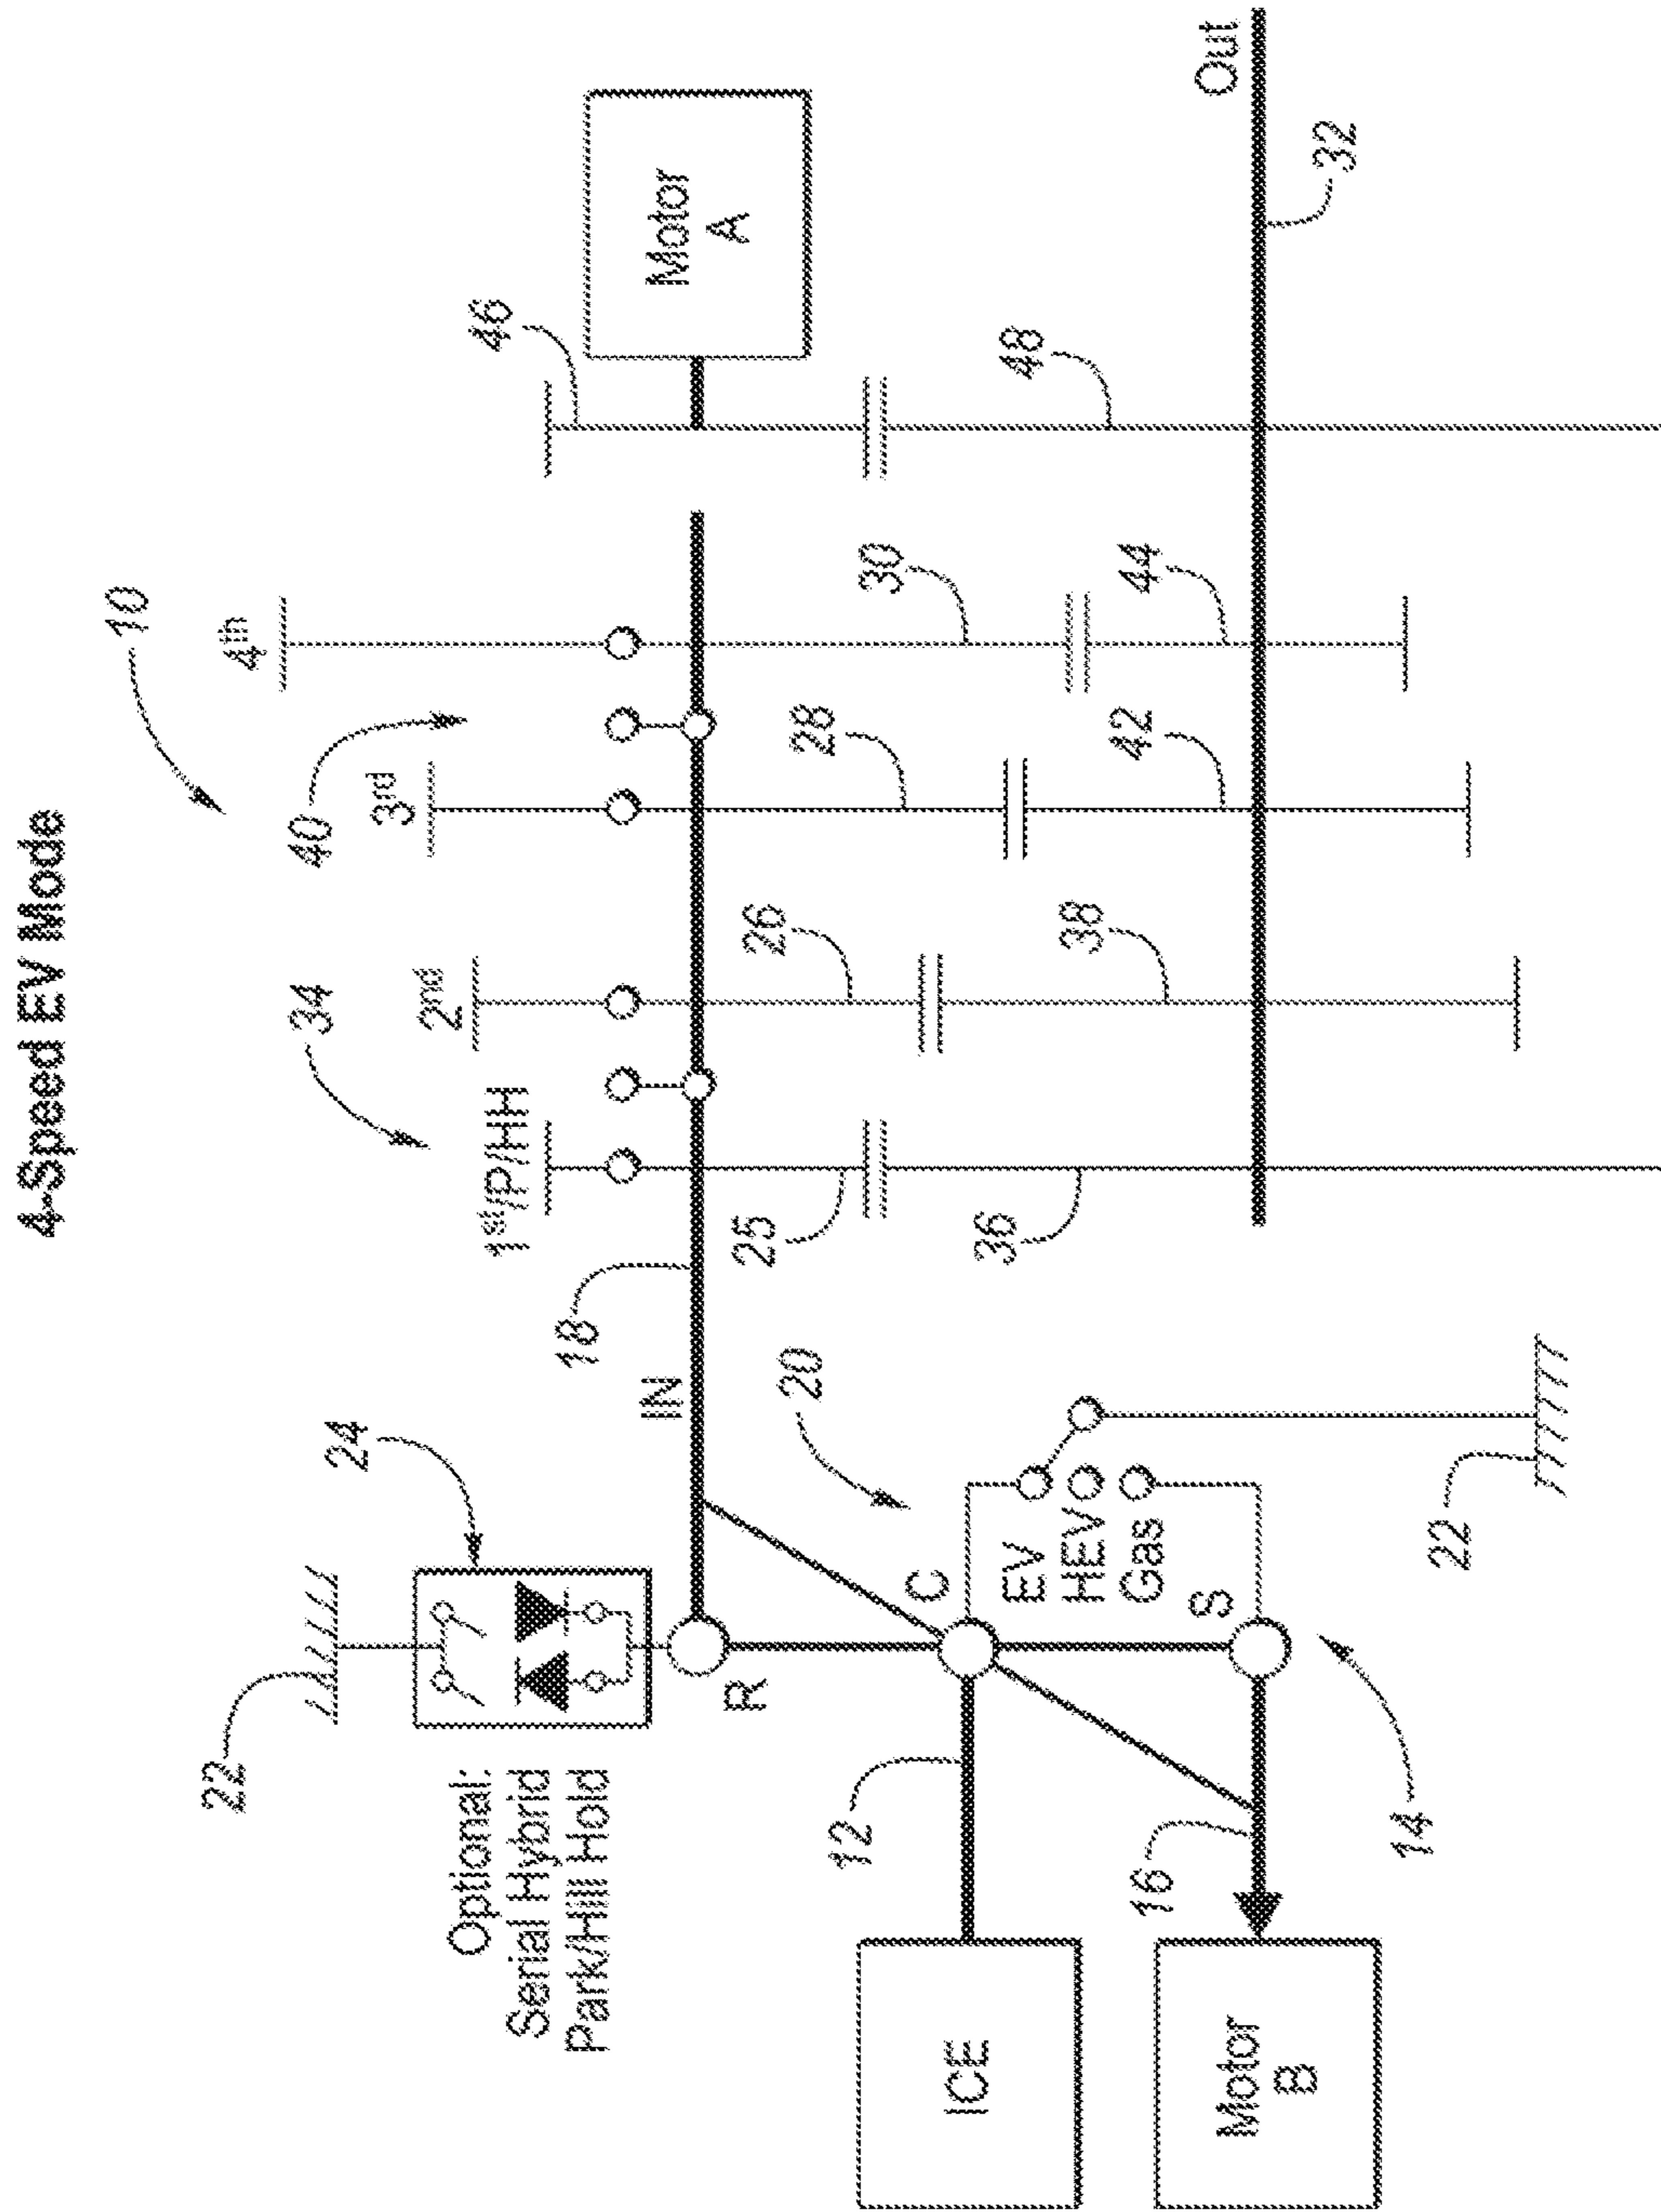 4-Speed EV Mode
10
34
40
1st/P/HH
2nd
3rd
4th
46
22
24
Optional:
Serial Hybrid
Park/Hill Hold
IN
18
R
Motor
A
25
26
28
30
48
20
12
C
EV
HEV
Gas
S
36
38
42
44
Out
ICE
Motor
B
16
14
22
32